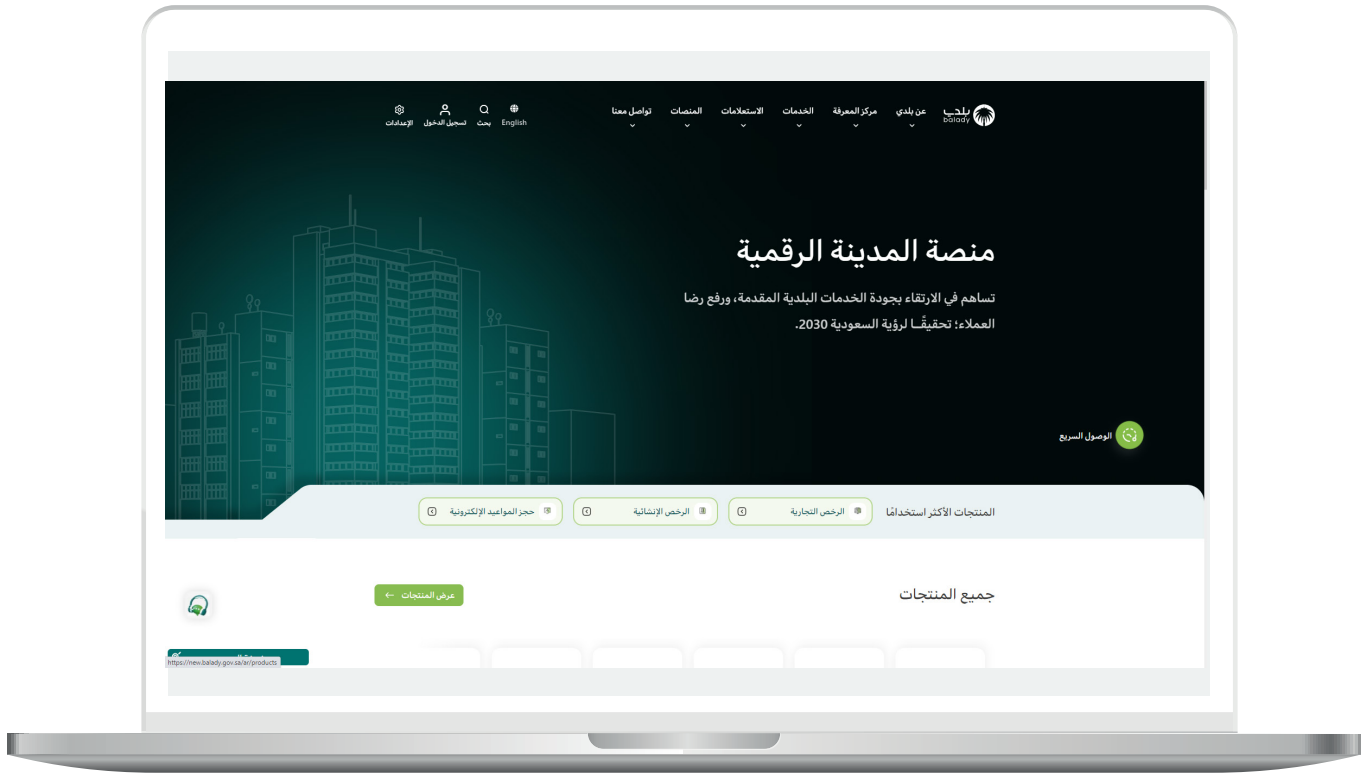 بلدي
balady
عن بلدي
مركز المعرفة
الخدمات
الاستعلامات
المنصات
تواصل معنا
English
بحث
تسجيل الدخول
الإعدادات
منصة المدينة الرقمية
تساهم في الارتقاء بجودة الخدمات البلدية المقدمة، ورفع رضا
العملاء؛ تحقيقًـا لرؤية السعودية 2030.
الوصول السريع
المنتجات الأكثر استخدامًا
الرخص التجارية
الرخص الإنشائية
حجز المواعيد الإلكترونية
جميع المنتجات
عرض المنتجات
https://new.balady.gov.sa/ar/products